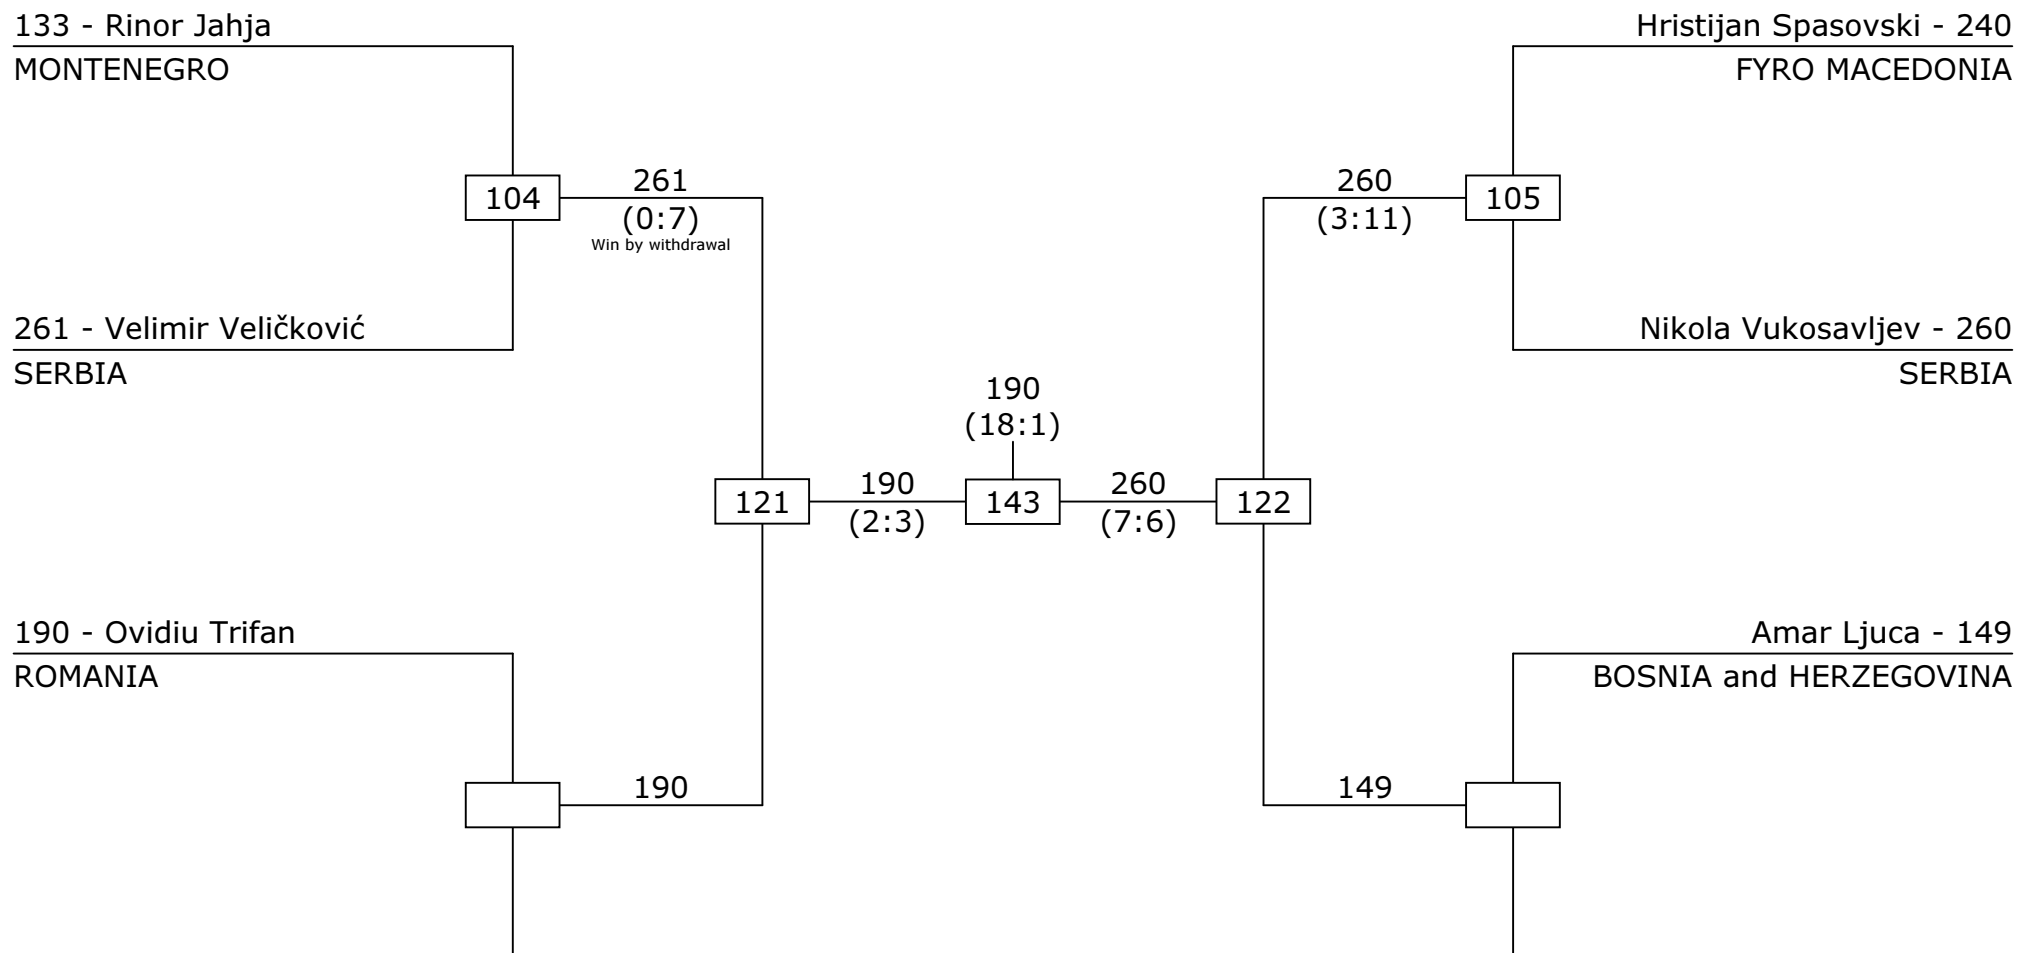 133 - Rinor Jahja
MONTENEGRO
Hristijan Spasovski - 240
FYRO MACEDONIA
104
261
(0:7)
Win by withdrawal
260
(3:11)
105
261 - Velimir Veličković
SERBIA
Nikola Vukosavljev - 260
SERBIA
190
(18:1)
121
190
(2:3)
143
260
(7:6)
122
190 - Ovidiu Trifan
ROMANIA
Amar Ljuca - 149
BOSNIA and HERZEGOVINA
190
149